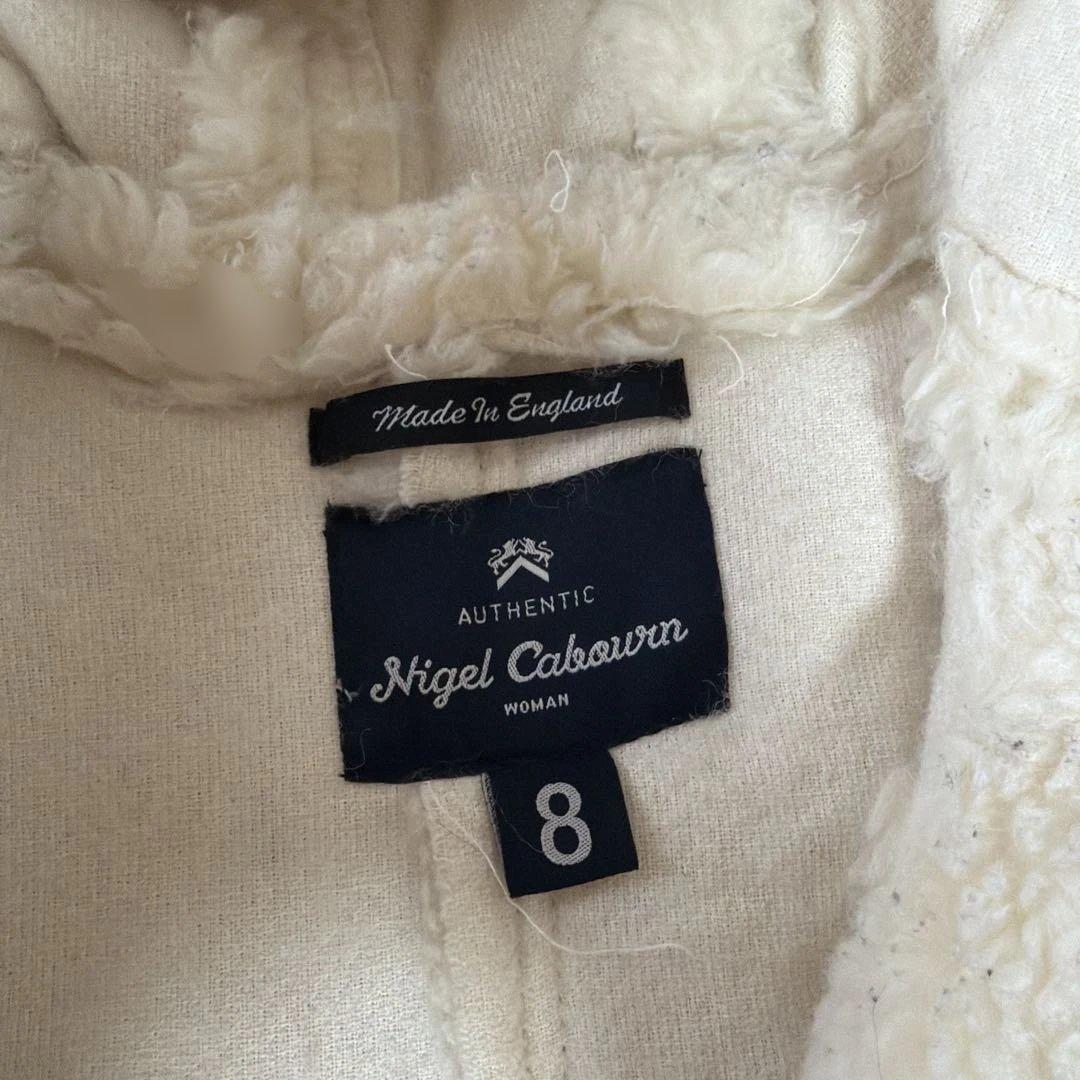 Made In England
AUTHENTIC
Nigel Cabourn
WOMAN
8